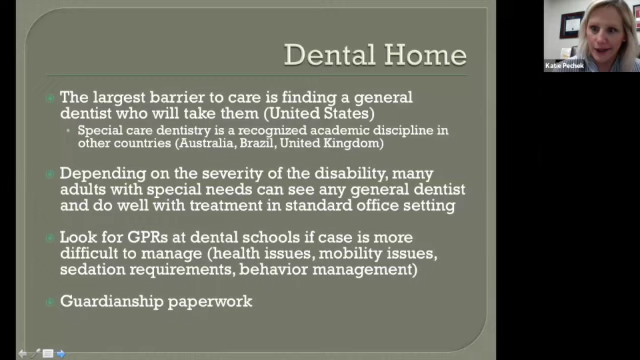 Dental Home
The largest barrier to care is finding a general
dentist who will take them (United States)
Special care dentistry is a recognized academic discipline in
other countries (Australia, Brazil, United Kingdom)
Depending on the severity of the disability, many
adults with special needs can see any general dentist
and do well with treatment in standard office setting
Look for GPRs at dental schools if case is more
difficult to manage (health issues, mobility issues,
sedation requirements, behavior management)
Guardianship paperwork
Katie Pechek